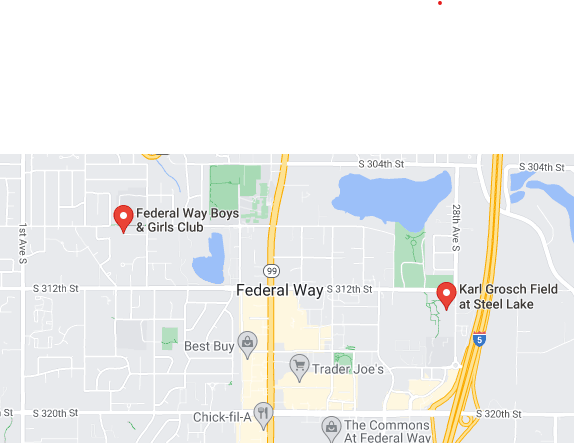 S 304th St
S 304th St
Federal Way Boys
& Girls Club
1st Ave S
28th Ave S
99
S 312th St
Federal Way
S 312th St
Karl Grosch Field
at Steel Lake
5
Best Buy
Trader Joe's
h St
S 320th St
Chick-fil-A
S 320th St
The Commons
At Federal Way